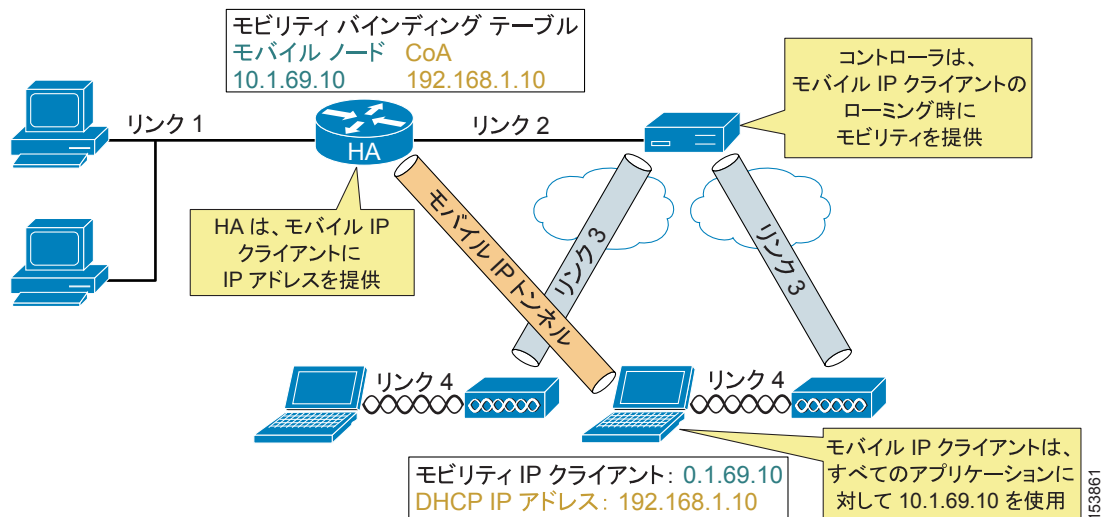 モビリティ バインディング テーブル
モバイル ノード CoA
10.1.69.10 192.168.1.10
コントローラは、
モバイル IP クライアントの
ローミング時に
モビリティを提供
リンク 1
リンク 2
HA
HA は、モバイル IP
クライアントに
IP アドレスを提供
モバイル IP トンネル
リンク 3
リンク 3
リンク 4
リンク 4
モビリティ IP クライアント: 0.1.69.10
DHCP IP アドレス: 192.168.1.10
モバイル IP クライアントは、
すべてのアプリケーションに
対して 10.1.69.10 を使用
153861